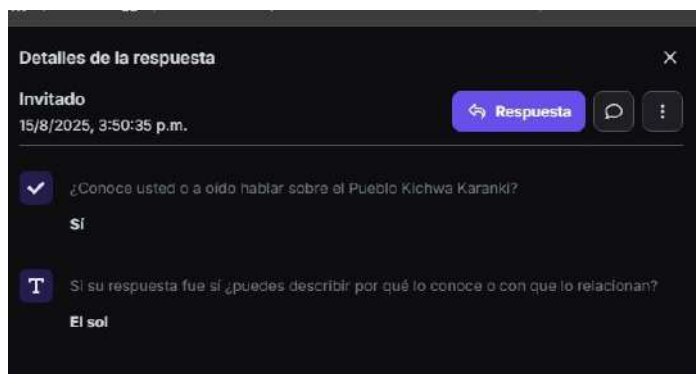 Detalles de la respuesta
Invitado
Respuesta
15/8/2025, 3:50:35 p.m.
¿Conoce usted o a oído hablar sobre el Pueblo Kichwa Karanki?
Sí
Si su respuesta fue sí ¿puedes describir por qué lo conoce o con que lo relacionan?
El sol